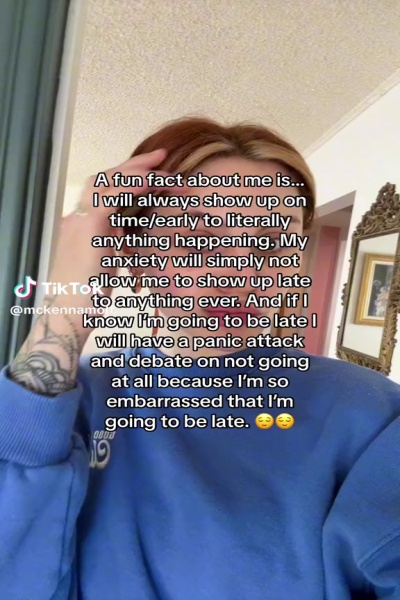 A fun fact about me is...
I will always show up on
time/early to literally
anything happening. My
anxiety will simply not
allow me to show up late
to anything ever. And if I
know I'm going to be late I
will have a panic attack
and debate on not going
at all because I'm so
embarrassed that I'm
going to be late. 😌😌
TikTok